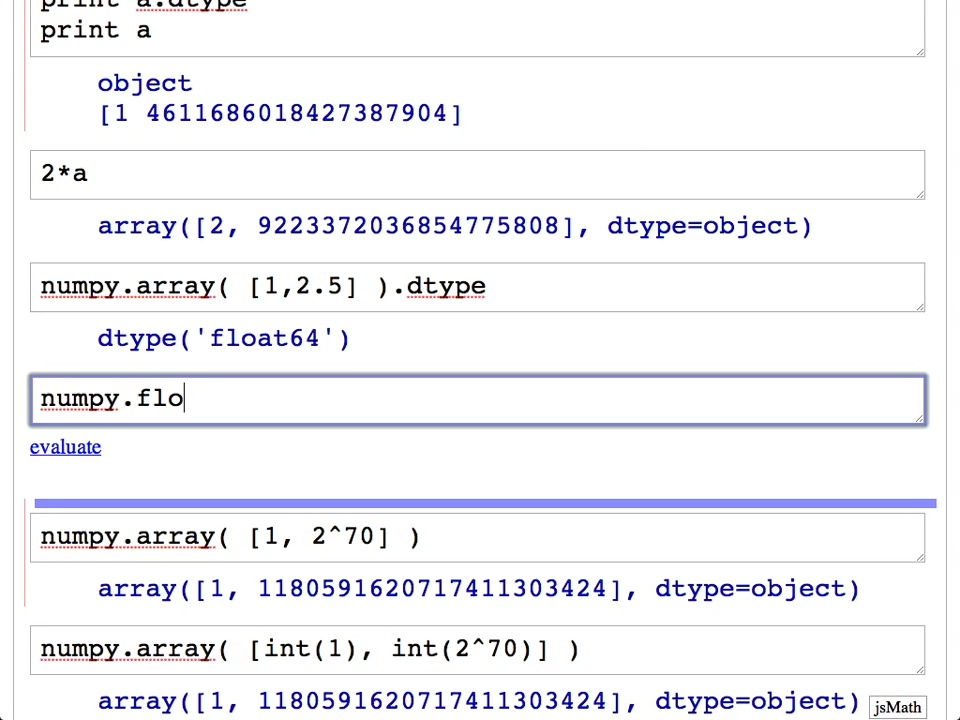 print a.dtype
print a
object
[1 4611686018427387904]
2*a
array([2, 9223372036854775808], dtype=object)
numpy.array( [1,2.5] ).dtype
dtype('float64')
numpy.flo
evaluate
numpy.array( [1, 2^70] )
array([1, 1180591620717411303424], dtype=object)
numpy.array( [int(1), int(2^70)] )
array([1, 1180591620717411303424], dtype=object)
jsMath